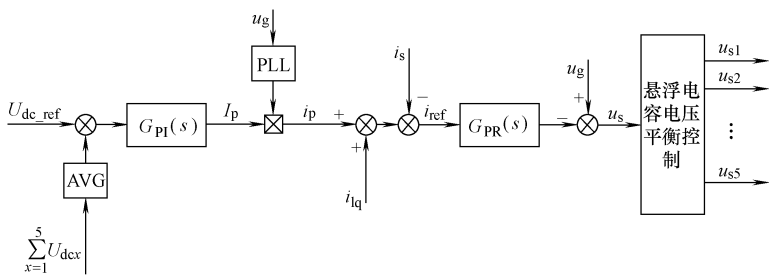 u_g
PLL
i_s
u_g
U_dc_ref
G_PI(s)
I_p
i_p
+
+
−
i_ref
G_PR(s)
−
+
u_s
悬浮电
容电压
平衡控
制
u_s1
u_s2
⋮
u_s5
AVG
i_lq
\sum_{x=1}^{5} U_dcx